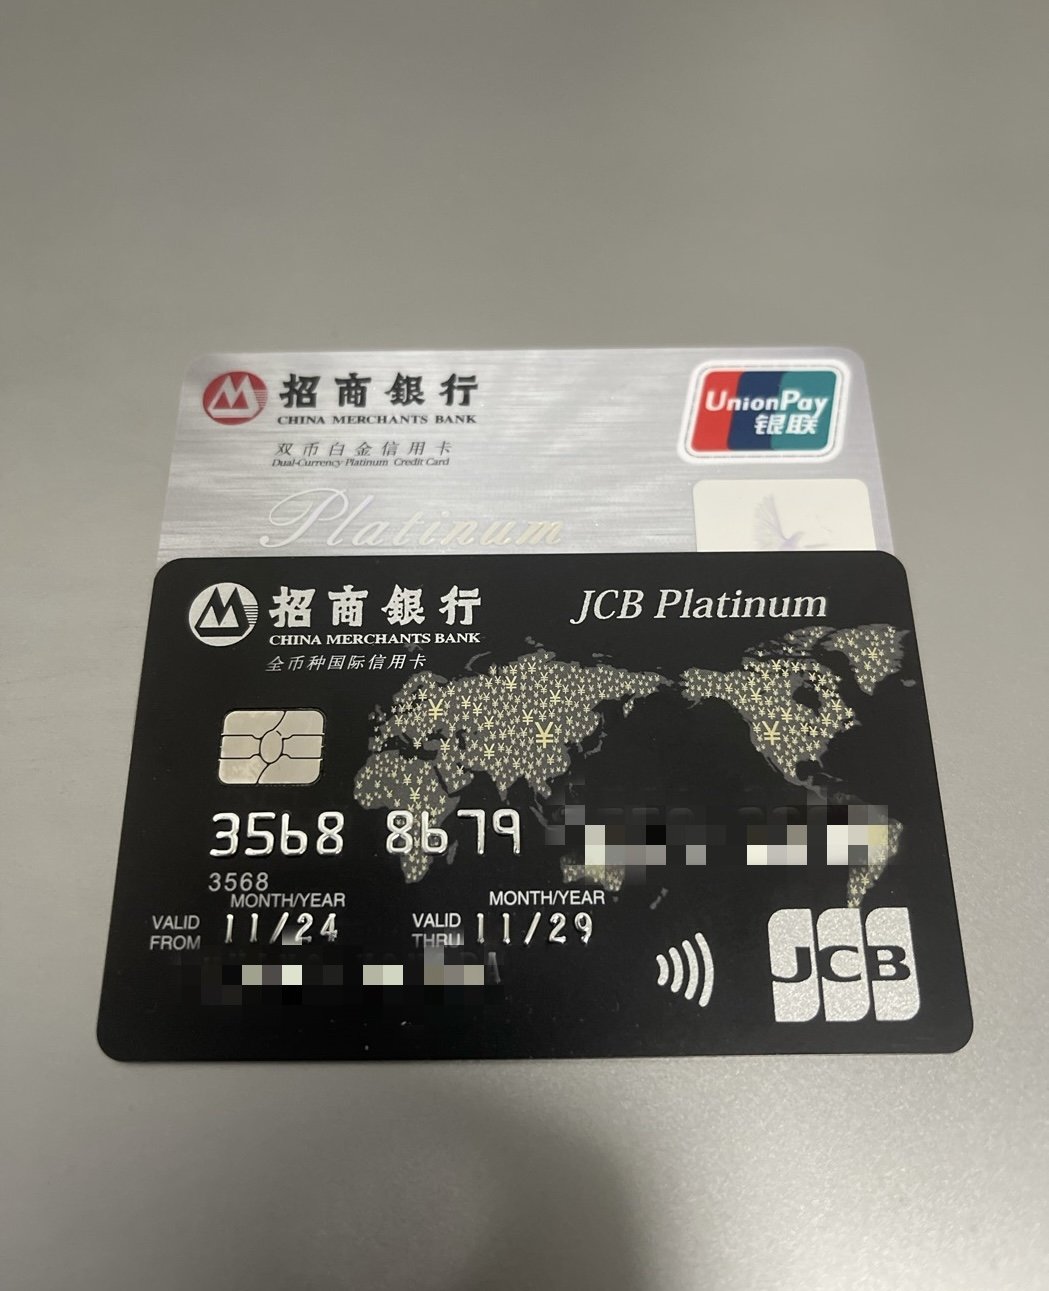 招商銀行
CHINA MERCHANTS BANK
双币白金信用卡
Dual-Currency Platinum Credit Card
UnionPay
银联
Platinum
招商銀行
CHINA MERCHANTS BANK
全币种国际信用卡
JCB Platinum
3568 8679
3568
MONTH/YEAR MONTH/YEAR
VALID FROM 11/24 VALID THRU 11/29
JCB